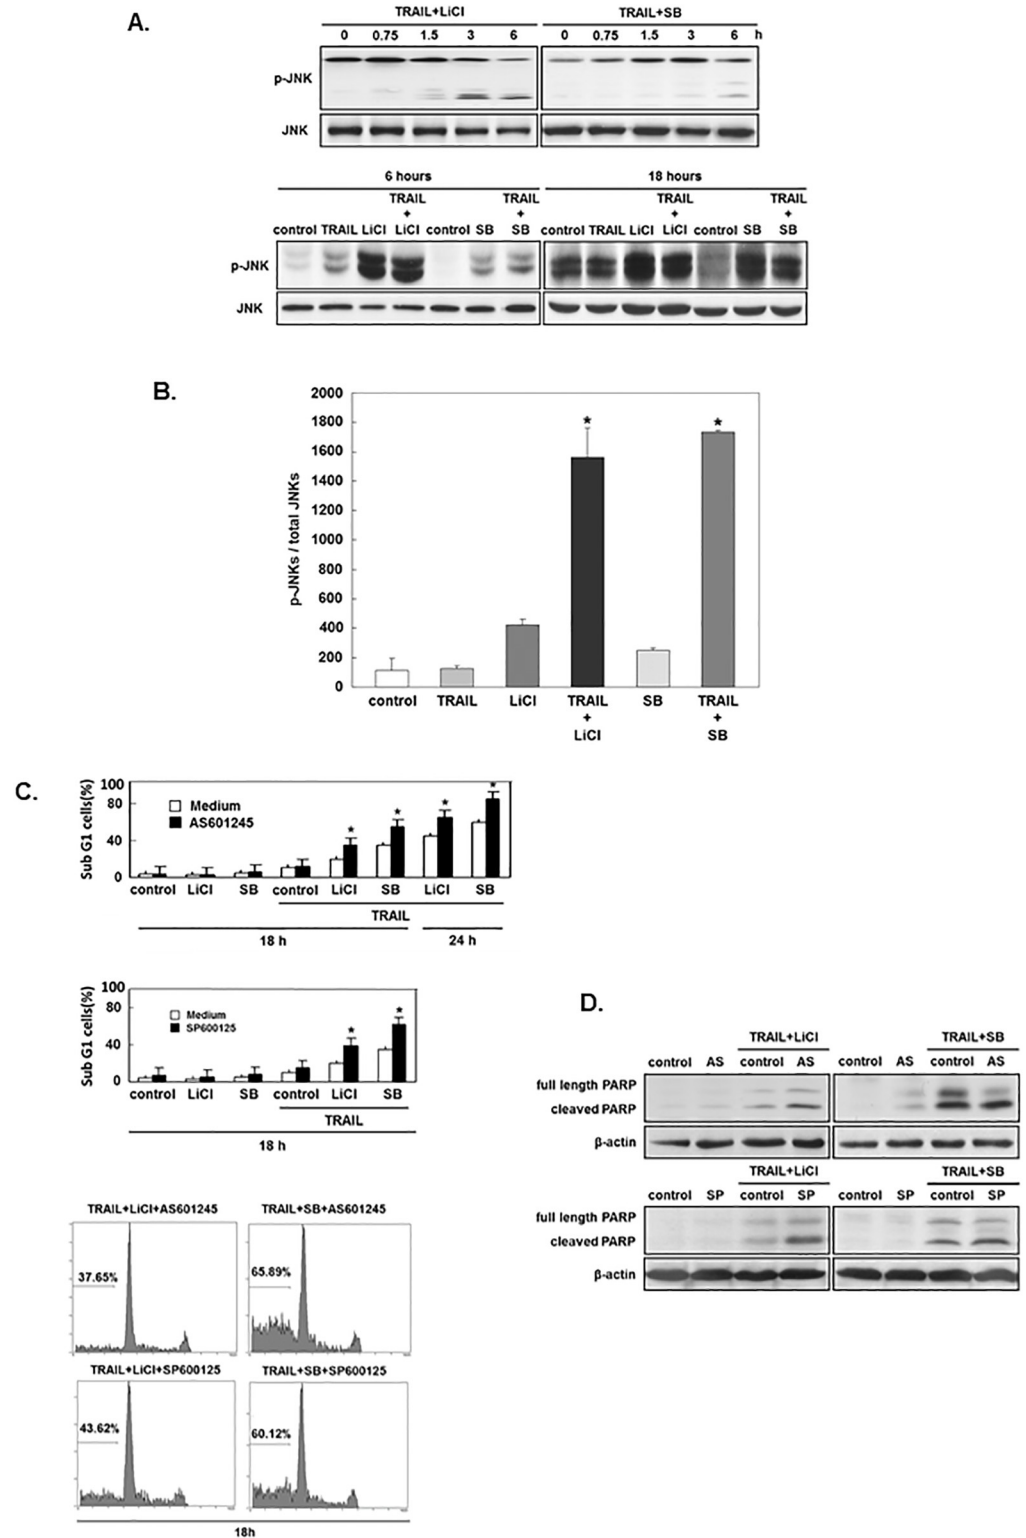 A.
TRAIL+LiCl TRAIL+SB
0 0.75 1.5 3 6 0 0.75 1.5 3 6 h
p-JNK
JNK
6 hours 18 hours
TRAIL TRAIL TRAIL TRAIL
+ + + +
control TRAIL LiCl LiCl control SB SB control TRAIL LiCl LiCl control SB SB
p-JNK
JNK
B.
p-JNKs / total JNKs
2000
1800
1600
1400
1200
1000
800
600
400
200
0
* *
control TRAIL LiCl TRAIL SB TRAIL
+ +
LiCl SB
C.
Sub G1 cells(%)
100
80
40
0
Medium
AS601245
* * * *
control LiCl SB control LiCl SB LiCl SB
TRAIL
18 h 24 h
Sub G1 cells(%)
100
80
40
0
Medium
SP600125
* *
control LiCl SB control LiCl SB
TRAIL
18 h
TRAIL+LiCl+AS601245 TRAIL+SB+AS601245
37.65% 65.89%
TRAIL+LiCl+SP600125 TRAIL+SB+SP600125
43.62% 60.12%
18h
D.
TRAIL+LiCl TRAIL+SB
control AS control AS control AS control AS
full length PARP
cleaved PARP
β-actin
TRAIL+LiCl TRAIL+SB
control SP control SP control SP control SP
full length PARP
cleaved PARP
β-actin